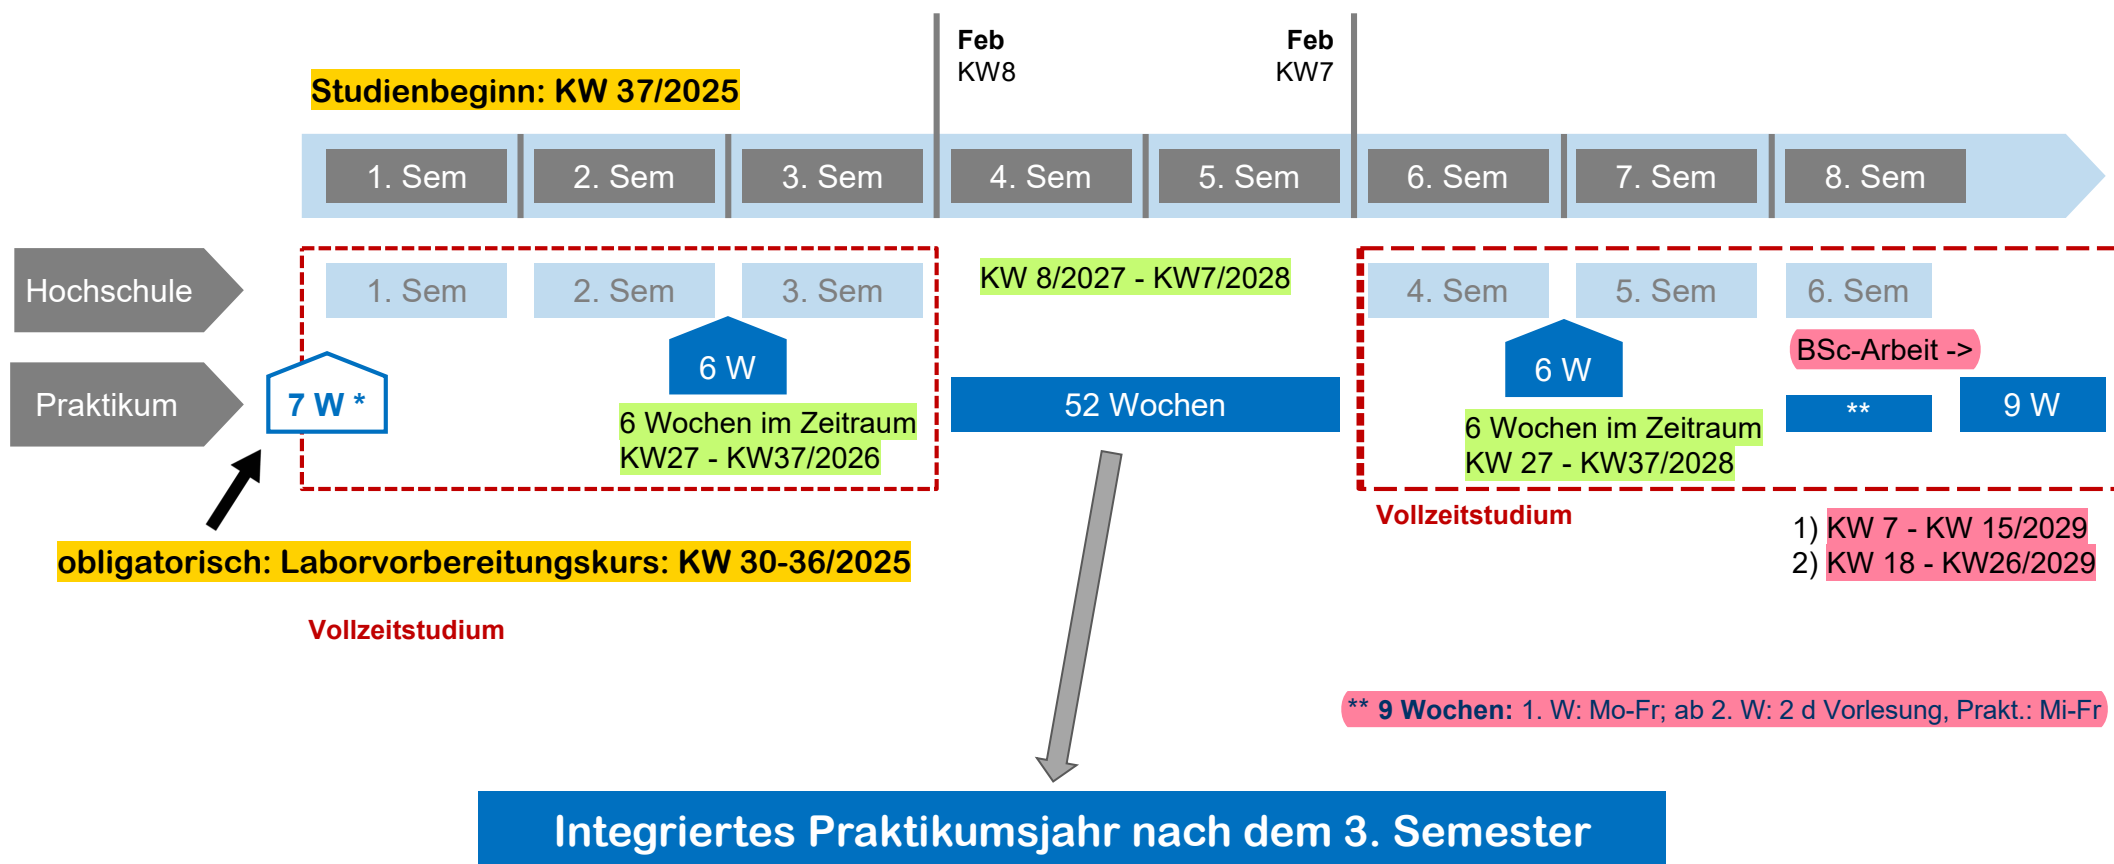 Feb
KW8
Feb
KW7
Studienbeginn: KW 37/2025
1. Sem
2. Sem
3. Sem
4. Sem
5. Sem
6. Sem
7. Sem
8. Sem
Hochschule
1. Sem
2. Sem
3. Sem
KW 8/2027 - KW7/2028
4. Sem
5. Sem
6. Sem
BSc-Arbeit ->
Praktikum
7 W *
6 W
52 Wochen
6 W
**
9 W
6 Wochen im Zeitraum
KW27 - KW37/2026
6 Wochen im Zeitraum
KW 27 - KW37/2028
Vollzeitstudium
1) KW 7 - KW 15/2029
2) KW 18 - KW26/2029
obligatorisch: Laborvorbereitungskurs: KW 30-36/2025
Vollzeitstudium
** 9 Wochen: 1. W: Mo-Fr; ab 2. W: 2 d Vorlesung, Prakt.: Mi-Fr
Integriertes Praktikumsjahr nach dem 3. Semester